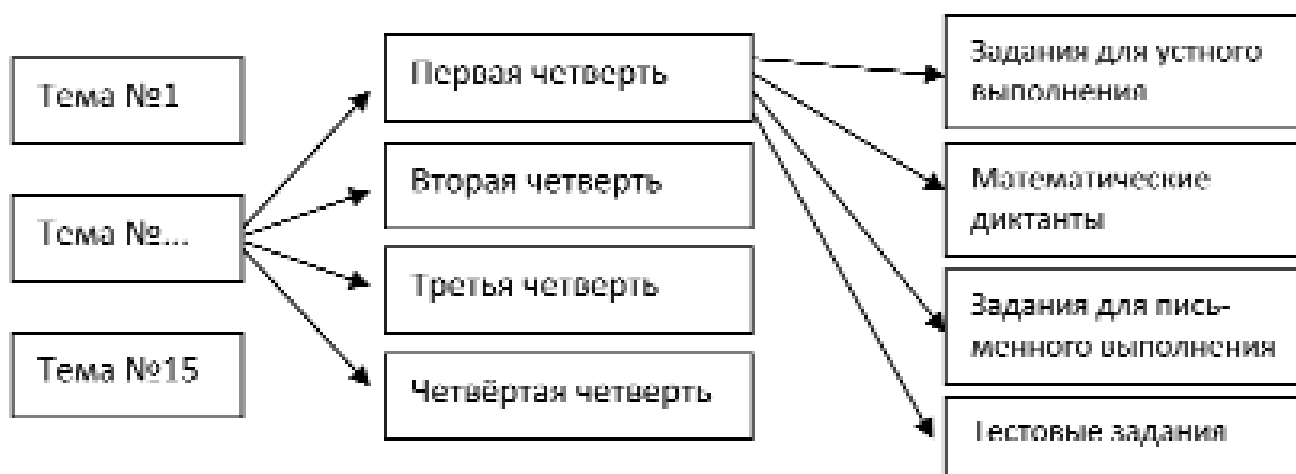 Тема №1
Тема №...
Тема №15
Первая четверть
Вторая четверть
Третья четверть
Четвёртая четверть
Задания для устного
выполнения
Математические
диктанты
Задания для пись-
менного выполнения
Тестовые задания